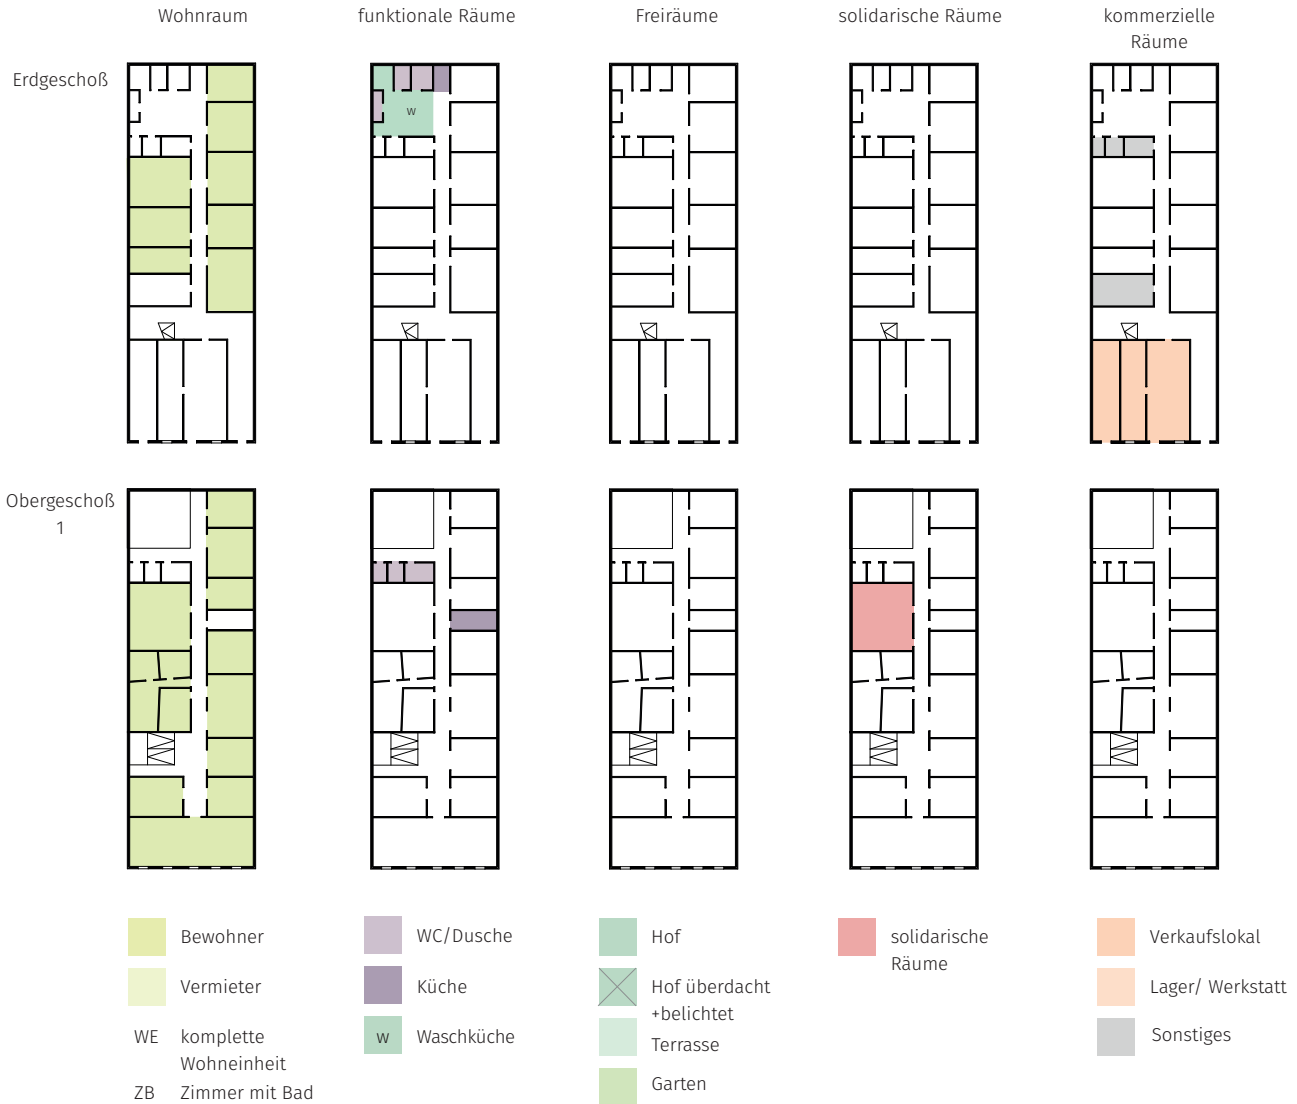 Wohnraum
funktionale Räume
Freiräume
solidarische Räume
kommerzielle
Räume
Erdgeschoß
w
Obergeschoß
1
Bewohner
Vermieter
WE komplette
Wohneinheit
ZB Zimmer mit Bad
WC/Dusche
Küche
w Waschküche
Hof
Hof überdacht
+belichtet
Terrasse
Garten
solidarische
Räume
Verkaufslokal
Lager/ Werkstatt
Sonstiges